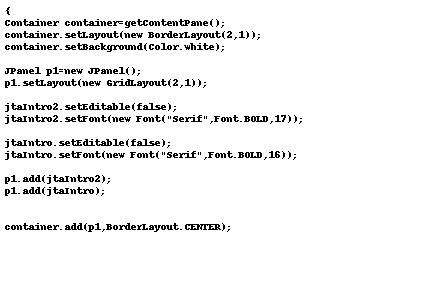 {
Container container=getContentPane();
container.setLayout(new BorderLayout(2,1));
container.setBackground(Color.white);
JPanel p1=new JPanel();
p1.setLayout(new GridLayout(2,1));
jtaIntro2.setEditable(false);
jtaIntro2.setFont(new Font("Serif",Font.BOLD,17));
jtaIntro.setEditable(false);
jtaIntro.setFont(new Font("Serif",Font.BOLD,16));
p1.add(jtaIntro2);
p1.add(jtaIntro);
container.add(p1,BorderLayout.CENTER);